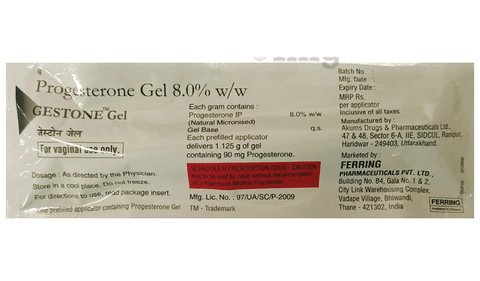 Progesterone Gel 8.0% w/w
GESTONE™ Gel
जेस्टोन जेल
For vaginal use only.
Dosage : As directed by the Physician.
Store in a cool place. Do not freeze.
For directions to use, read package insert.
One prefilled applicator containing Progesterone Gel
Each gram contains :
Progesterone IP 8.0% w/w
(Natural Micronised)
Gel Base q.s.
Each prefilled applicator
delivers 1.125 g of gel
containing 90 mg Progesterone.
SCHEDULE H PRESCRIPTION DRUG - CAUTION
Not to be sold by retail without the prescription
of a Registered Medical Practitioner.
Mfg. Lic. No. : 97/UA/SC/P-2009
TM - Trademark
Batch No. :
Mfg. Date :
Expiry Date :
MRP Rs.
per applicator
Inclusive of all taxes
Manufactured by :
Akums Drugs & Pharmaceuticals Ltd.
47 & 48, Sector 6-A, IIE, SIDCUL, Ranipur,
Haridwar - 249403, Uttarakhand.
Marketed by :
FERRING
PHARMACEUTICALS PVT. LTD.,
Building No. B4, Gala No. 1 & 2,
City Link Warehousing Complex,
Vadape Village, Bhiwandi,
Thane - 421302, India
FERRING
PHARMACEUTICALS